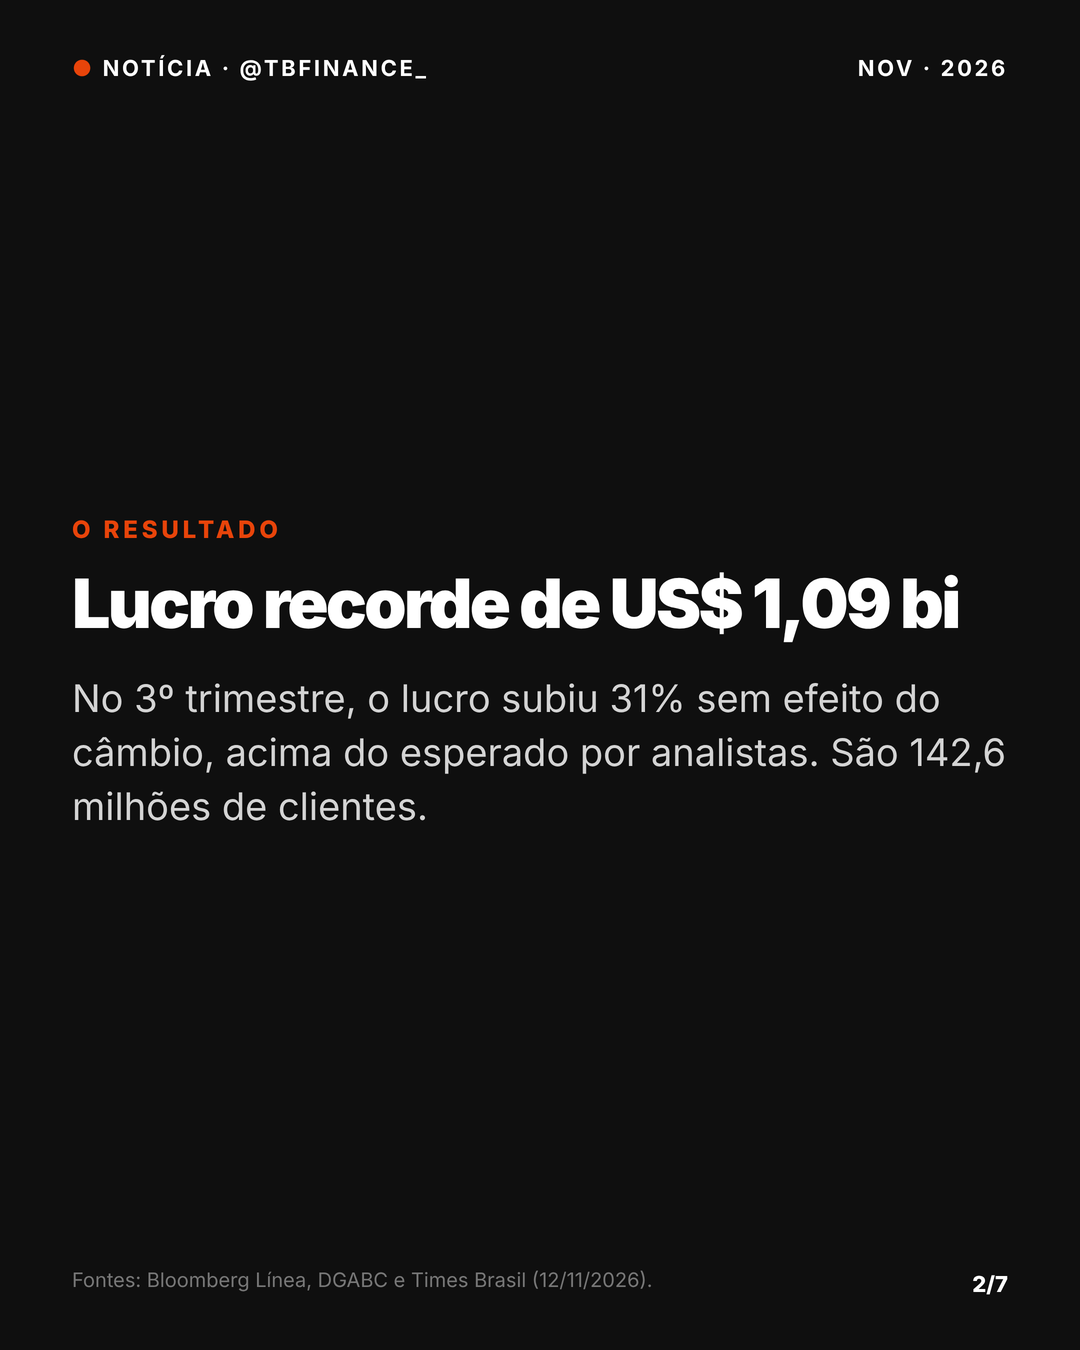 NOTÍCIA · @TBFINANCE_
NOV · 2026
O RESULTADO
Lucro recorde de US$ 1,09 bi
No 3º trimestre, o lucro subiu 31% sem efeito do
câmbio, acima do esperado por analistas. São 142,6
milhões de clientes.
Fontes: Bloomberg Línea, DGABC e Times Brasil (12/11/2026).
2/7